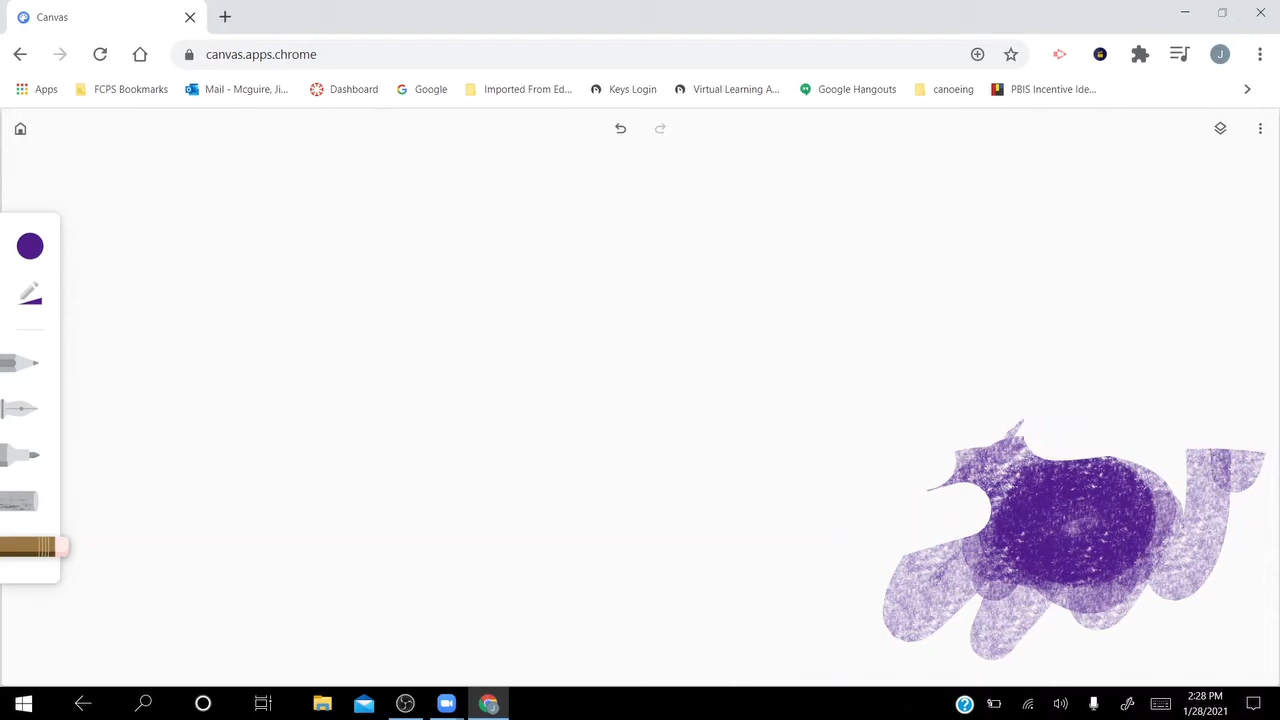 Canvas
canvas.apps.chrome
J
Apps
FCPS Bookmarks
Mail - Mcguire, Ji...
Dashboard
Google
Imported From Ed...
Keys Login
Virtual Learning A...
Google Hangouts
canoeing
PBIS Incentive Ide...
2:28 PM
1/28/2021